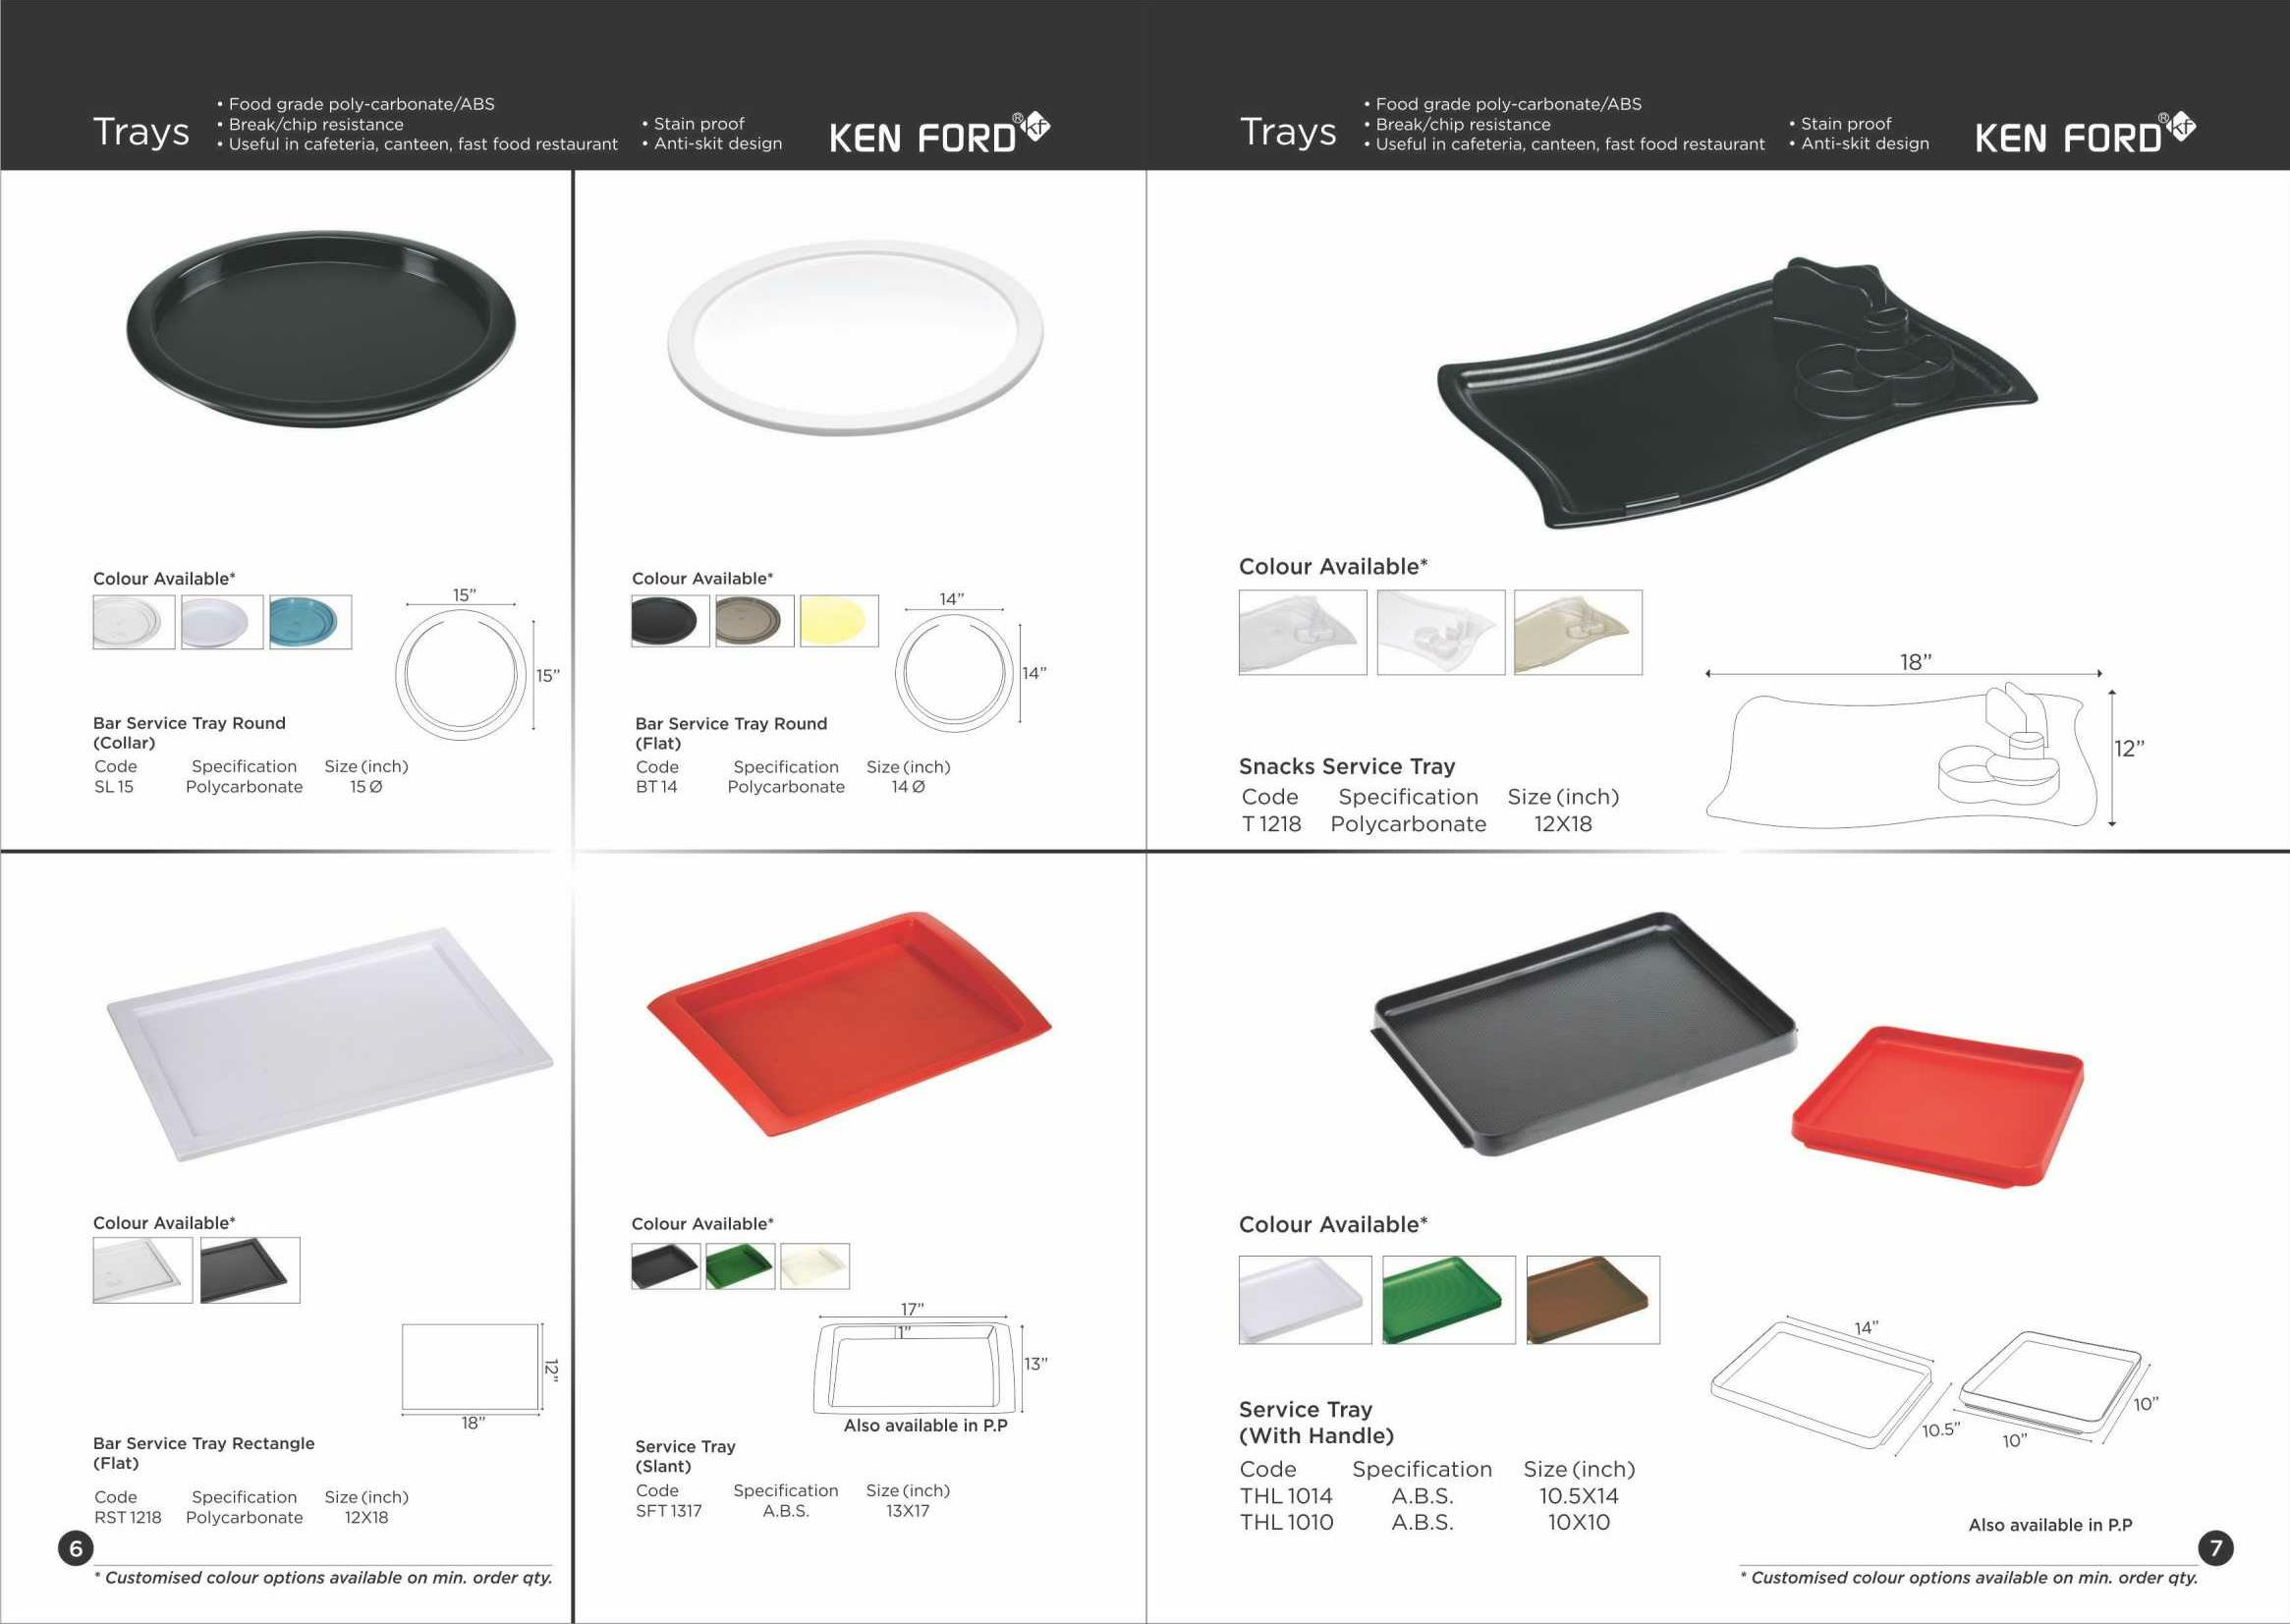 Trays
• Food grade poly-carbonate/ABS
• Break/chip resistance
• Useful in cafeteria, canteen, fast food restaurant
• Stain proof
• Anti-skit design
KEN FORD® kf
Colour Available*
15”
15”
Bar Service Tray Round
(Collar)
Code Specification Size (inch)
SL 15 Polycarbonate 15 Ø
Colour Available*
14”
14”
Bar Service Tray Round
(Flat)
Code Specification Size (inch)
BT 14 Polycarbonate 14 Ø
Colour Available*
12”
18”
Bar Service Tray Rectangle
(Flat)
Code Specification Size (inch)
RST 1218 Polycarbonate 12X18
Colour Available*
17”
1”
13”
Also available in P.P
Service Tray
(Slant)
Code Specification Size (inch)
SFT 1317 A.B.S. 13X17
6
* Customised colour options available on min. order qty.
Trays
• Food grade poly-carbonate/ABS
• Break/chip resistance
• Useful in cafeteria, canteen, fast food restaurant
• Stain proof
• Anti-skit design
KEN FORD® kf
Colour Available*
18”
12”
Snacks Service Tray
Code Specification Size (inch)
T 1218 Polycarbonate 12X18
Colour Available*
14”
10.5”
10”
10”
Service Tray
(With Handle)
Code Specification Size (inch)
THL 1014 A.B.S. 10.5X14
THL 1010 A.B.S. 10X10
Also available in P.P
7
* Customised colour options available on min. order qty.